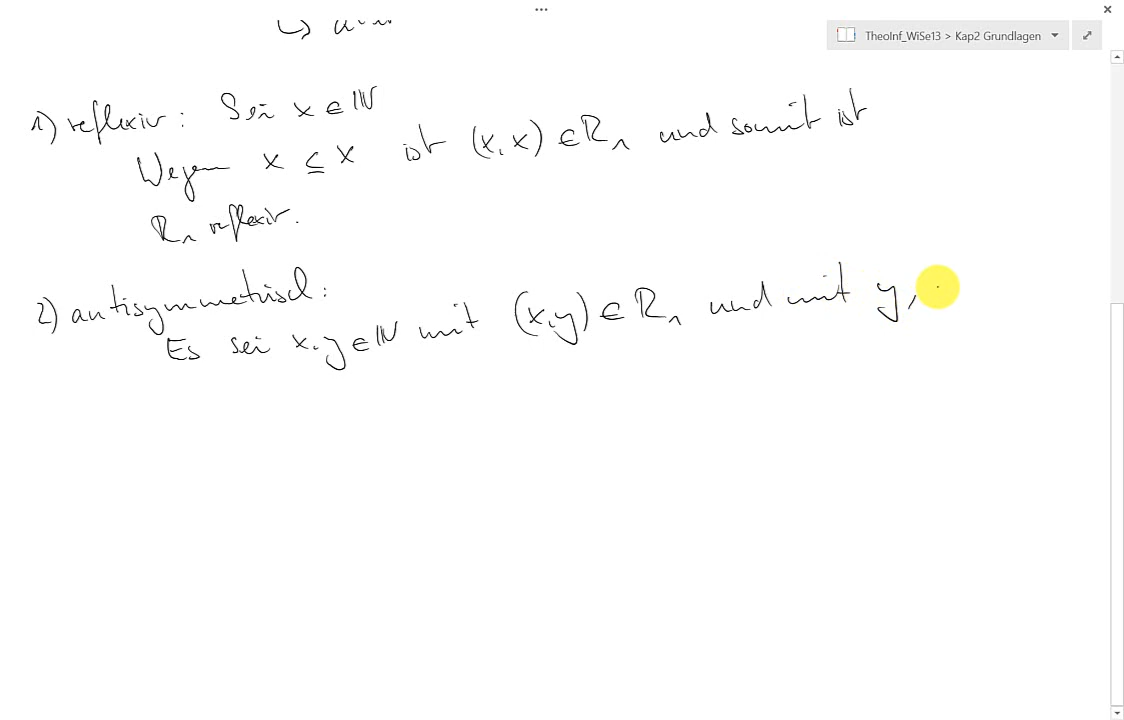 TheoInf_WiSe13 > Kap2 Grundlagen
1) reflexiv: Sei x ∈ ℕ
Wegen x ≤ x ist (x, x) ∈ R₁ und somit ist
R₁ reflexiv.
2) antisymmetrisch:
Es sei x, y ∈ ℕ mit (x, y) ∈ R₁ und mit y,